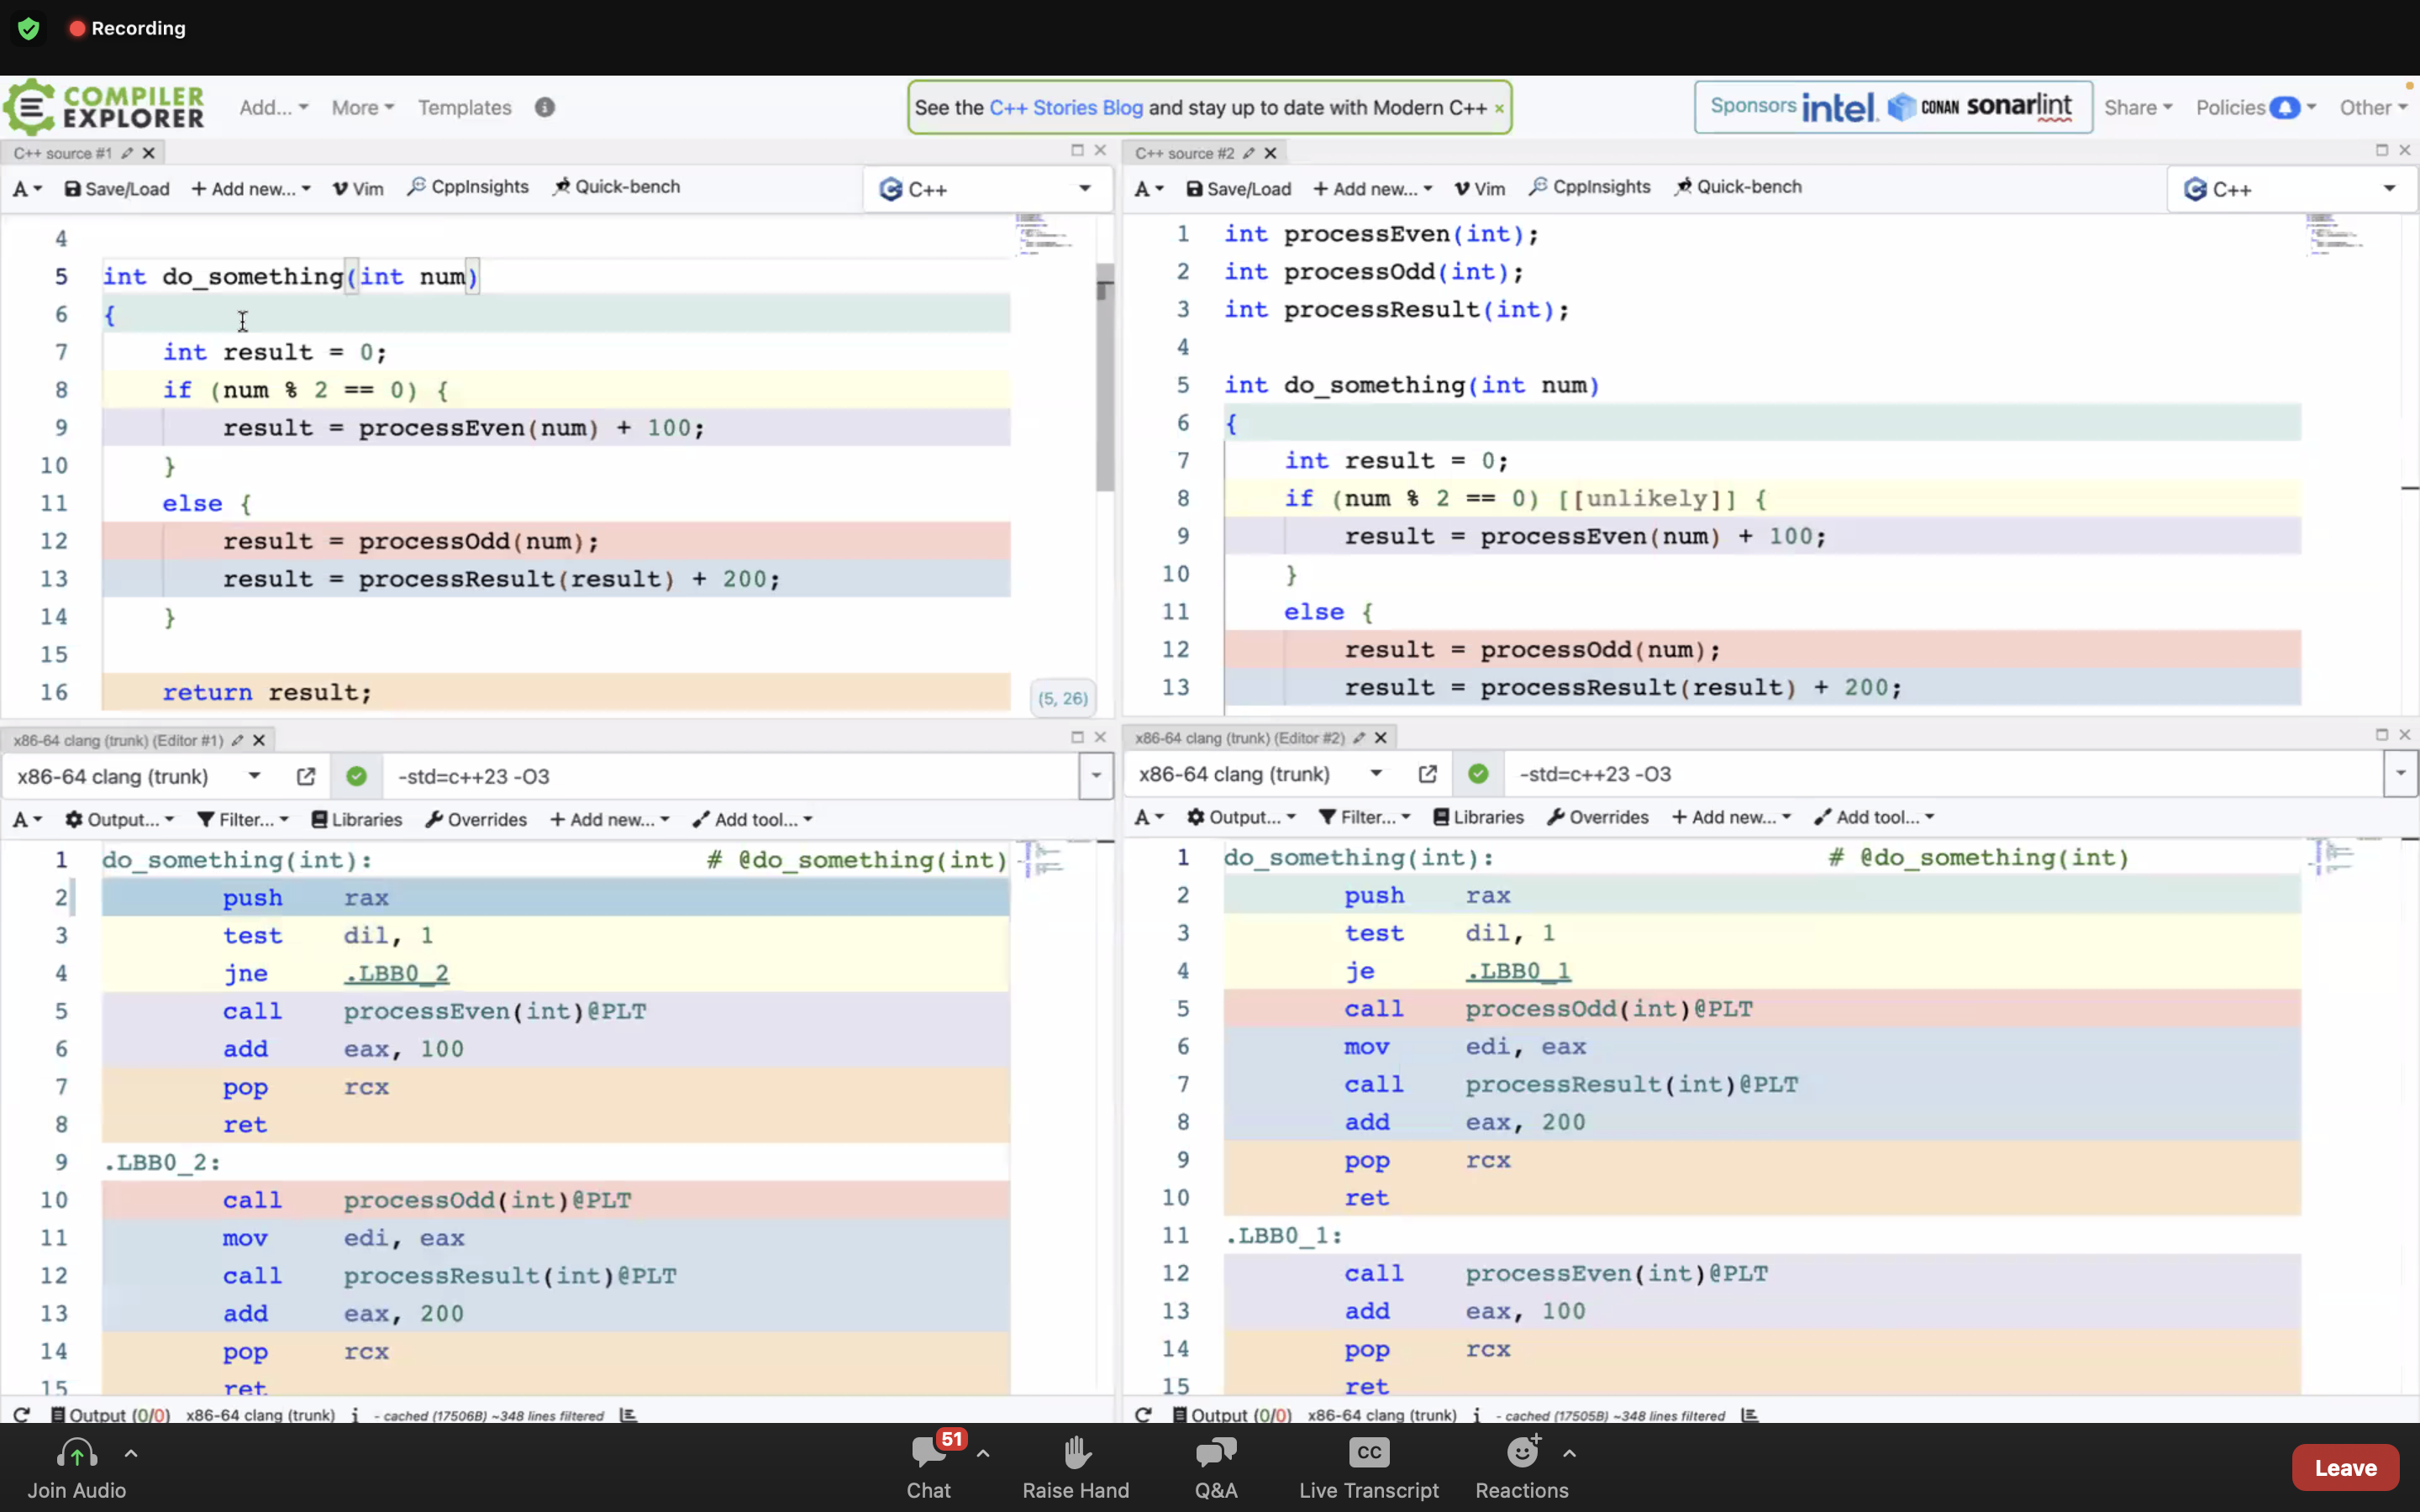 Recording
COMPILER EXPLORER
Add... More Templates
See the C++ Stories Blog and stay up to date with Modern C++ ×
Sponsors intel. CONAN sonarlint Share Policies Other
C++ source #1
A Save/Load + Add new... Vim CppInsights Quick-bench C++
4
5 int do_something(int num)
6 {
7 int result = 0;
8 if (num % 2 == 0) {
9 result = processEven(num) + 100;
10 }
11 else {
12 result = processOdd(num);
13 result = processResult(result) + 200;
14 }
15
16 return result;
(5, 26)
C++ source #2
A Save/Load + Add new... Vim CppInsights Quick-bench C++
1 int processEven(int);
2 int processOdd(int);
3 int processResult(int);
4
5 int do_something(int num)
6 {
7 int result = 0;
8 if (num % 2 == 0) [[unlikely]] {
9 result = processEven(num) + 100;
10 }
11 else {
12 result = processOdd(num);
13 result = processResult(result) + 200;
x86-64 clang (trunk) (Editor #1)
x86-64 clang (trunk) -std=c++23 -O3
A Output... Filter... Libraries Overrides + Add new... Add tool...
1 do_something(int): # @do_something(int)
2 push rax
3 test dil, 1
4 jne .LBB0_2
5 call processEven(int)@PLT
6 add eax, 100
7 pop rcx
8 ret
9 .LBB0_2:
10 call processOdd(int)@PLT
11 mov edi, eax
12 call processResult(int)@PLT
13 add eax, 200
14 pop rcx
15 ret
Output (0/0) x86-64 clang (trunk) i - cached (17506B) ~348 lines filtered
x86-64 clang (trunk) (Editor #2)
x86-64 clang (trunk) -std=c++23 -O3
A Output... Filter... Libraries Overrides + Add new... Add tool...
1 do_something(int): # @do_something(int)
2 push rax
3 test dil, 1
4 je .LBB0_1
5 call processOdd(int)@PLT
6 mov edi, eax
7 call processResult(int)@PLT
8 add eax, 200
9 pop rcx
10 ret
11 .LBB0_1:
12 call processEven(int)@PLT
13 add eax, 100
14 pop rcx
15 ret
Output (0/0) x86-64 clang (trunk) i - cached (17505B) ~348 lines filtered
Join Audio
51
Chat
Raise Hand
Q&A
CC
Live Transcript
Reactions
Leave